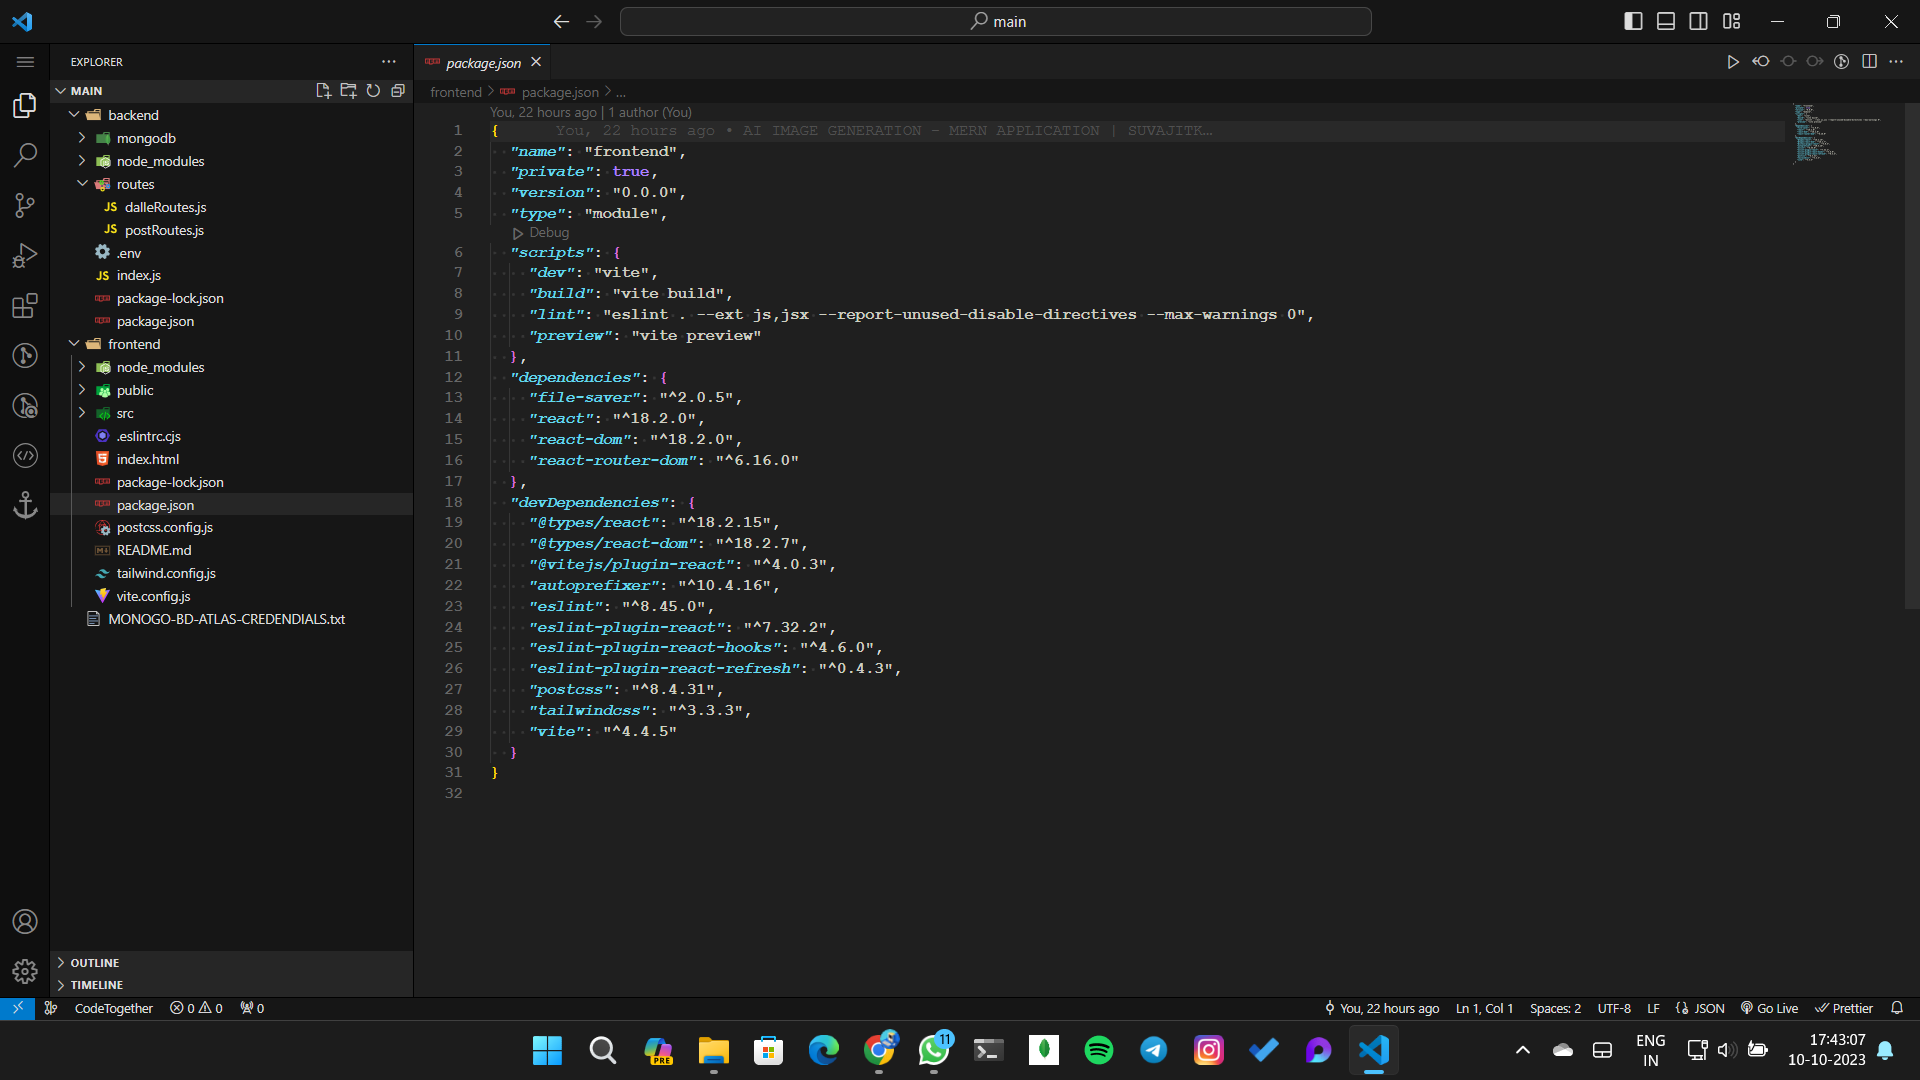 main
EXPLORER
MAIN
backend
mongodb
node_modules
routes
JS dalleRoutes.js
JS postRoutes.js
.env
JS index.js
package-lock.json
package.json
frontend
node_modules
public
src
.eslintrc.cjs
index.html
package-lock.json
package.json
postcss.config.js
README.md
tailwind.config.js
vite.config.js
MONOGO-BD-ATLAS-CREDENDIALS.txt
OUTLINE
TIMELINE
package.json
frontend > package.json > ...
You, 22 hours ago | 1 author (You)
1 { You, 22 hours ago • AI IMAGE GENERATION - MERN APPLICATION | SUVAJITK…
2 "name": "frontend",
3 "private": true,
4 "version": "0.0.0",
5 "type": "module",
Debug
6 "scripts": {
7 "dev": "vite",
8 "build": "vite build",
9 "lint": "eslint . --ext js,jsx --report-unused-disable-directives --max-warnings 0",
10 "preview": "vite preview"
11 },
12 "dependencies": {
13 "file-saver": "^2.0.5",
14 "react": "^18.2.0",
15 "react-dom": "^18.2.0",
16 "react-router-dom": "^6.16.0"
17 },
18 "devDependencies": {
19 "@types/react": "^18.2.15",
20 "@types/react-dom": "^18.2.7",
21 "@vitejs/plugin-react": "^4.0.3",
22 "autoprefixer": "^10.4.16",
23 "eslint": "^8.45.0",
24 "eslint-plugin-react": "^7.32.2",
25 "eslint-plugin-react-hooks": "^4.6.0",
26 "eslint-plugin-react-refresh": "^0.4.3",
27 "postcss": "^8.4.31",
28 "tailwindcss": "^3.3.3",
29 "vite": "^4.4.5"
30 }
31 }
32
CodeTogether 0 0 0 You, 22 hours ago Ln 1, Col 1 Spaces: 2 UTF-8 LF {} JSON Go Live Prettier
PRE
11
ENG
IN
17:43:07
10-10-2023